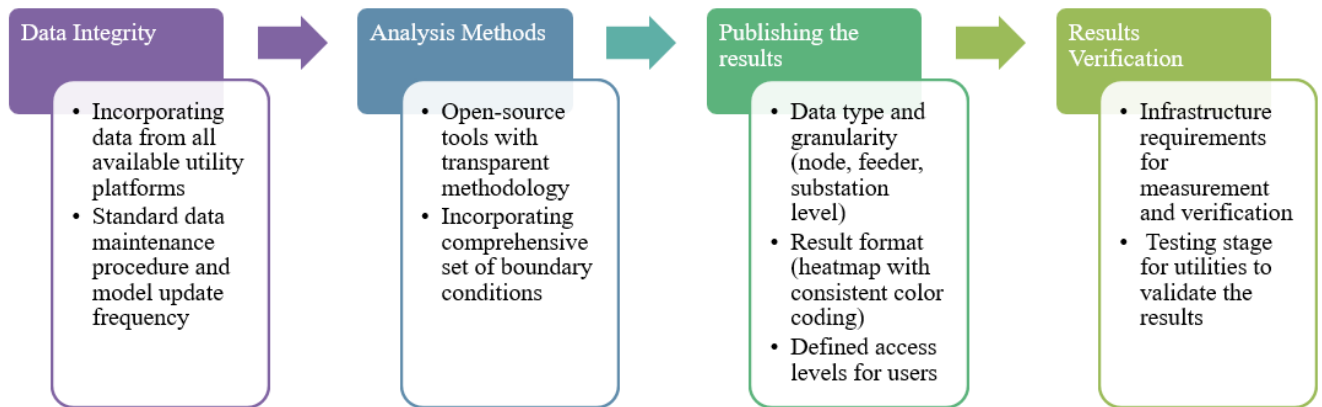 Data Integrity
• Incorporating
data from all
available utility
platforms
• Standard data
maintenance
procedure and
model update
frequency
Analysis Methods
• Open-source
tools with
transparent
methodology
• Incorporating
comprehensive
set of boundary
conditions
Publishing the
results
• Data type and
granularity
(node, feeder,
substation
level)
• Result format
(heatmap with
consistent color
coding)
• Defined access
levels for users
Results
Verification
• Infrastructure
requirements
for
measurement
and verification
• Testing stage
for utilities to
validate the
results